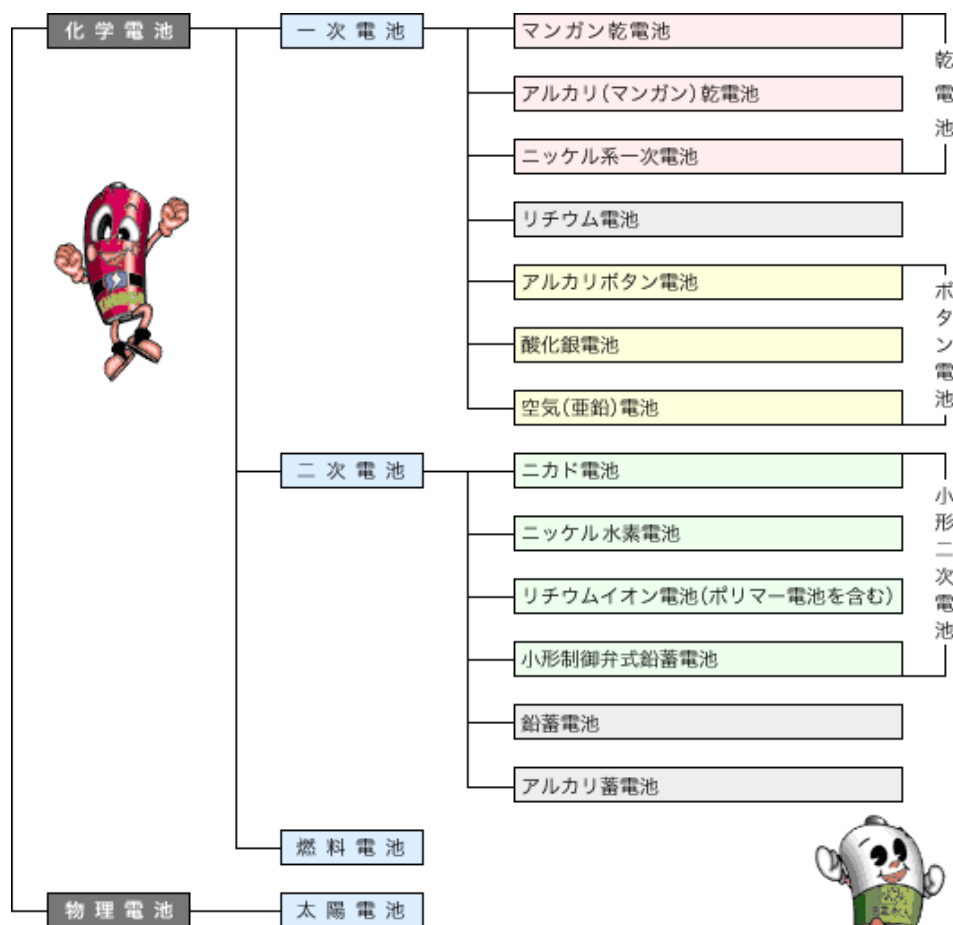 化学電池
一次電池
マンガン乾電池
アルカリ(マンガン)乾電池
ニッケル系一次電池
乾電池
リチウム電池
アルカリボタン電池
酸化銀電池
空気(亜鉛)電池
ボタン電池
二次電池
ニカド電池
ニッケル水素電池
リチウムイオン電池(ポリマー電池を含む)
小形制御弁式鉛蓄電池
小形二次電池
鉛蓄電池
アルカリ蓄電池
燃料電池
物理電池
太陽電池